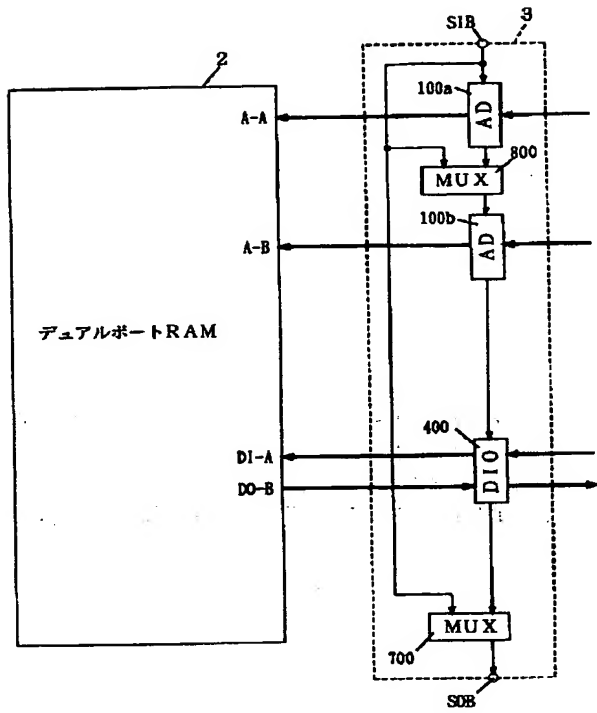 SIB
3
2
100a
AD
A-A
800
MUX
100b
AD
A-B
デュアルポートRAM
400
DI-A
DIO
DO-B
MUX
700
SOB